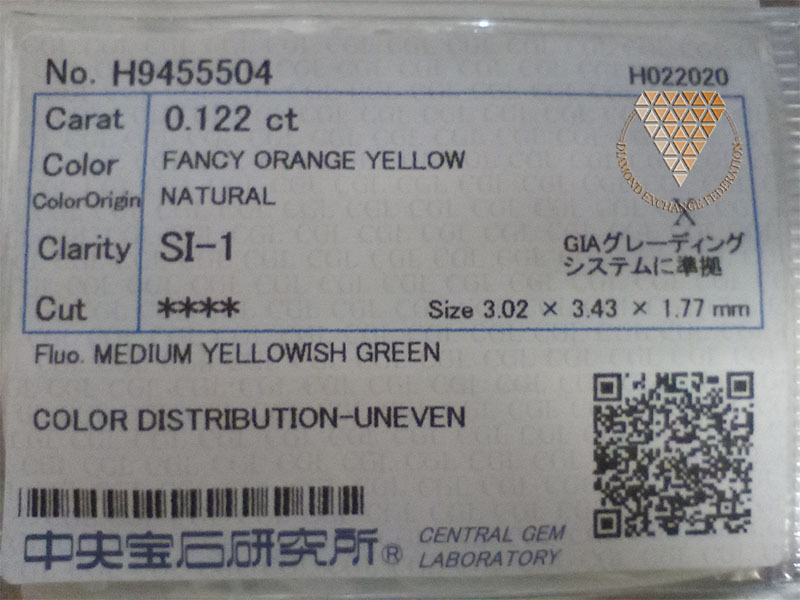 No. H9455504 H022020
Carat 0.122 ct
DIAMOND EXCHANGE FEDERATION
Color FANCY ORANGE YELLOW
ColorOrigin NATURAL
X
Clarity SI-1
GIAグレーディング
システムに準拠
Cut **** Size 3.02 × 3.43 × 1.77 mm
Fluo. MEDIUM YELLOWISH GREEN
COLOR DISTRIBUTION-UNEVEN
中央宝石研究所® CENTRAL GEM
LABORATORY